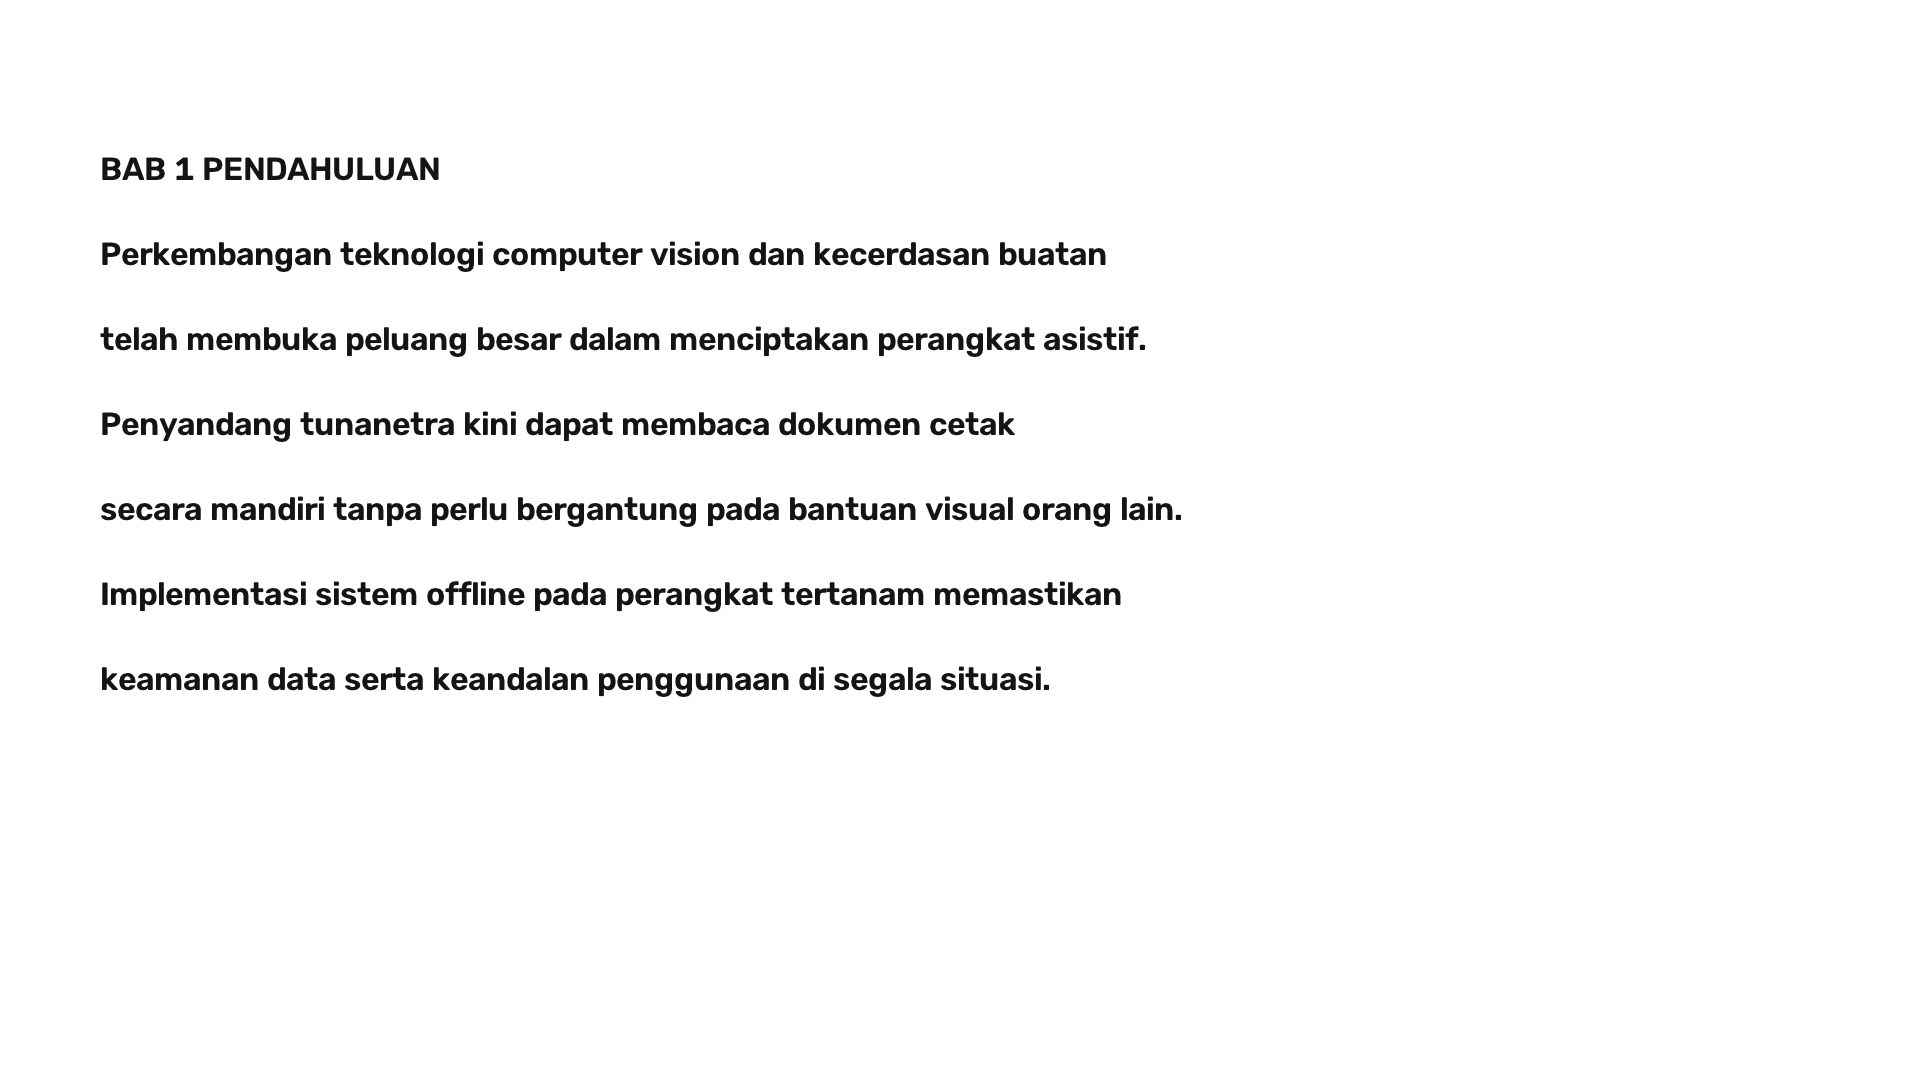 BAB 1 PENDAHULUAN
Perkembangan teknologi computer vision dan kecerdasan buatan
telah membuka peluang besar dalam menciptakan perangkat asistif.
Penyandang tunanetra kini dapat membaca dokumen cetak
secara mandiri tanpa perlu bergantung pada bantuan visual orang lain.
Implementasi sistem offline pada perangkat tertanam memastikan
keamanan data serta keandalan penggunaan di segala situasi.